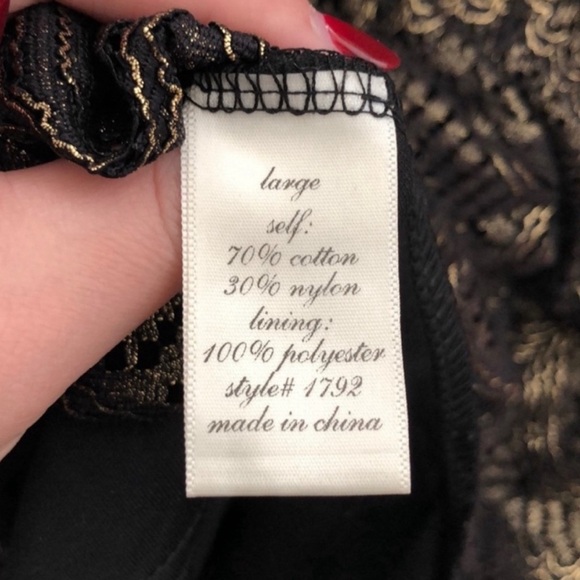 large
self:
70% cotton
30% nylon
lining:
100% polyester
style# 1792
made in china